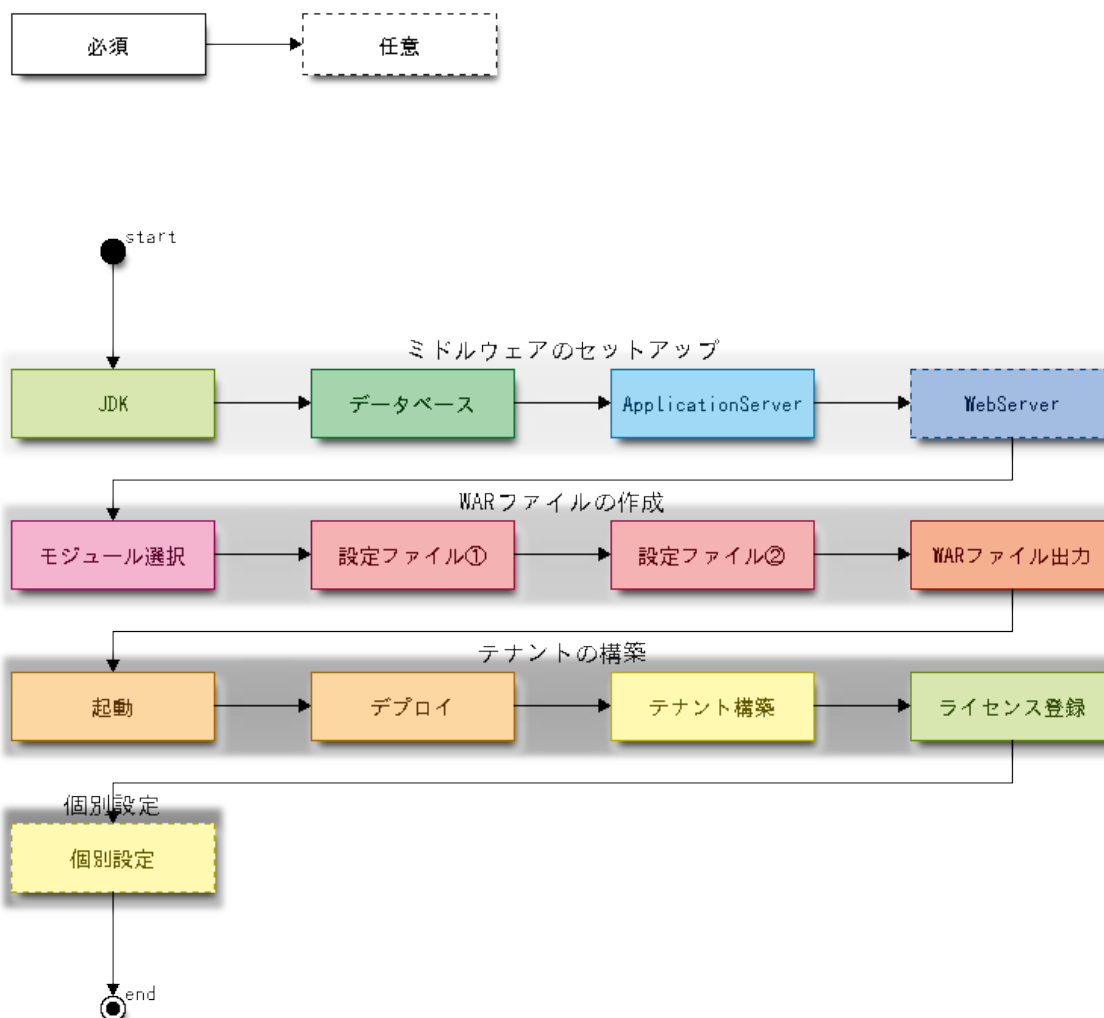 必須
任意
start
ミドルウェアのセットアップ
JDK
データベース
ApplicationServer
WebServer
WARファイルの作成
モジュール選択
設定ファイル①
設定ファイル②
WARファイル出力
テナントの構築
起動
デプロイ
テナント構築
ライセンス登録
個別設定
個別設定
end